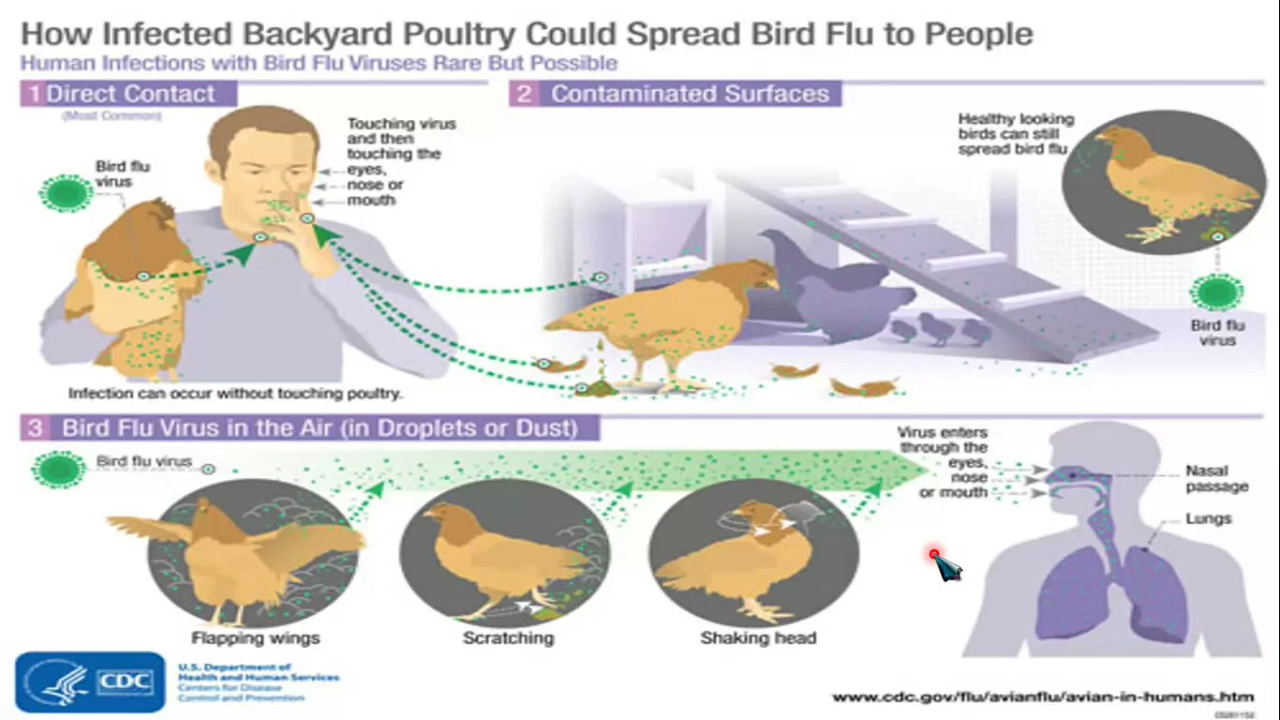 How Infected Backyard Poultry Could Spread Bird Flu to People
Human Infections with Bird Flu Viruses Rare But Possible
1 Direct Contact
(Most Common)
Bird flu
virus
Touching virus
and then
touching the
eyes,
nose or
mouth
Infection can occur without touching poultry.
2 Contaminated Surfaces
Healthy looking
birds can still
spread bird flu
Bird flu
virus
3 Bird Flu Virus in the Air (in Droplets or Dust)
Bird flu virus
Flapping wings
Scratching
Shaking head
Virus enters
through the
eyes,
nose
or mouth
Nasal
passage
Lungs
CDC
U.S. Department of
Health and Human Services
Centers for Disease
Control and Prevention
www.cdc.gov/flu/avianflu/avian-in-humans.htm